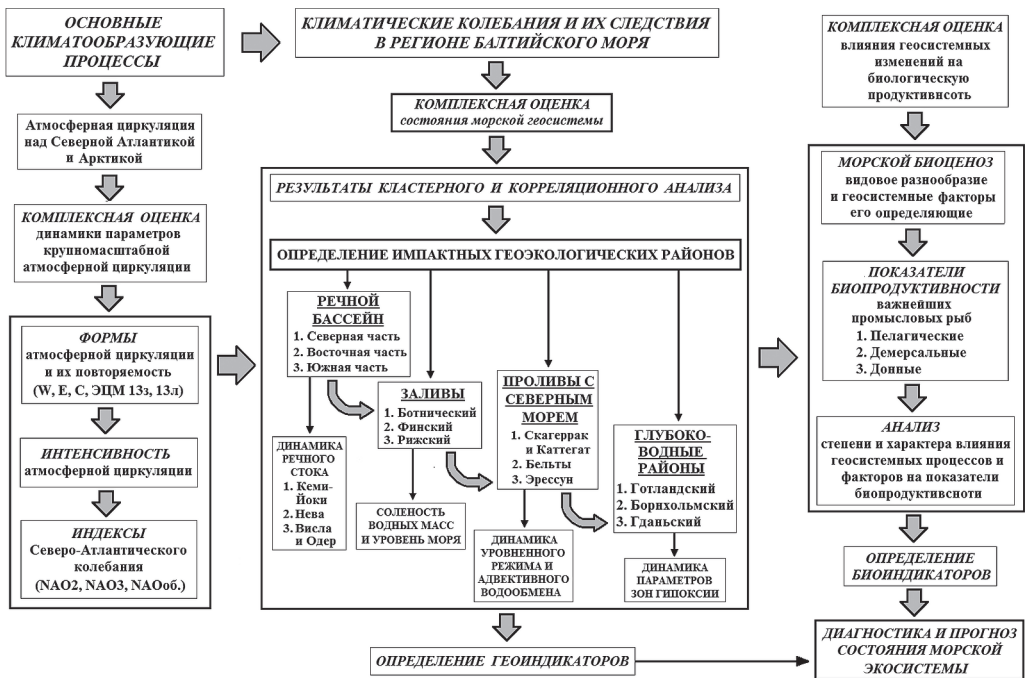 ОСНОВНЫЕ
КЛИМАТООБРАЗУЮЩИЕ
ПРОЦЕССЫ
Атмосферная циркуляция
над Северной Атлантикой
и Арктикой
КОМПЛЕКСНАЯ ОЦЕНКА
динамики параметров
крупномасштабной
атмосферной циркуляции
ФОРМЫ
атмосферной циркуляции
и их повторяемость
(W, E, C, ЭЦМ 13з, 13л)
ИНТЕНСИВНОСТЬ
атмосферной циркуляции
ИНДЕКСЫ
Северо-Атлантического
колебания
(NAO2, NAO3, NAOоб.)
КЛИМАТИЧЕСКИЕ КОЛЕБАНИЯ И ИХ СЛЕДСТВИЯ
В РЕГИОНЕ БАЛТИЙСКОГО МОРЯ
КОМПЛЕКСНАЯ ОЦЕНКА
состояния морской геосистемы
РЕЗУЛЬТАТЫ КЛАСТЕРНОГО И КОРРЕЛЯЦИОННОГО АНАЛИЗА
ОПРЕДЕЛЕНИЕ ИМПАКТНЫХ ГЕОЭКОЛОГИЧЕСКИХ РАЙОНОВ
РЕЧНОЙ
БАССЕЙН
1. Северная часть
2. Восточная часть
3. Южная часть
ДИНАМИКА
РЕЧНОГО
СТОКА
1. Кеми-
Йоки
2. Нева
3. Висла
и Одер
ЗАЛИВЫ
1. Ботнический
2. Финский
3. Рижский
СОЛЕНОСТЬ
ВОДНЫХ МАСС
И УРОВЕНЬ МОРЯ
ПРОЛИВЫ С
СЕВЕРНЫМ
МОРЕМ
1. Скагеррак
и Каттегат
2. Бельты
3. Эрессун
ДИНАМИКА
УРОВНЕННОГО
РЕЖИМА И
АДВЕКТИВНОГО
ВОДООБМЕНА
ГЛУБОКО-
ВОДНЫЕ
РАЙОНЫ
1. Готландский
2. Борнхольмский
3. Гданьский
ДИНАМИКА
ПАРАМЕТРОВ
ЗОН ГИПОКСИИ
ОПРЕДЕЛЕНИЕ ГЕОИНДИКАТОРОВ
КОМПЛЕКСНАЯ ОЦЕНКА
влияния геосистемных
изменений на
биологическую
продуктивнсоть
МОРСКОЙ БИОЦЕНОЗ
видовое разнообразие
и геосистемные факторы
его определяющие
ПОКАЗАТЕЛИ
БИОПРОДУКТИВНОСТИ
важнейших
промысловых рыб
1. Пелагические
2. Демерсальные
3. Донные
АНАЛИЗ
степени и характера влияния
геосистемных процессов и
факторов на показатели
биопродуктивсноти
ОПРЕДЕЛЕНИЕ
БИОИНДИКАТОРОВ
ДИАГНОСТИКА И ПРОГНОЗ
СОСТОЯНИЯ МОРСКОЙ
ЭКОСИСТЕМЫ